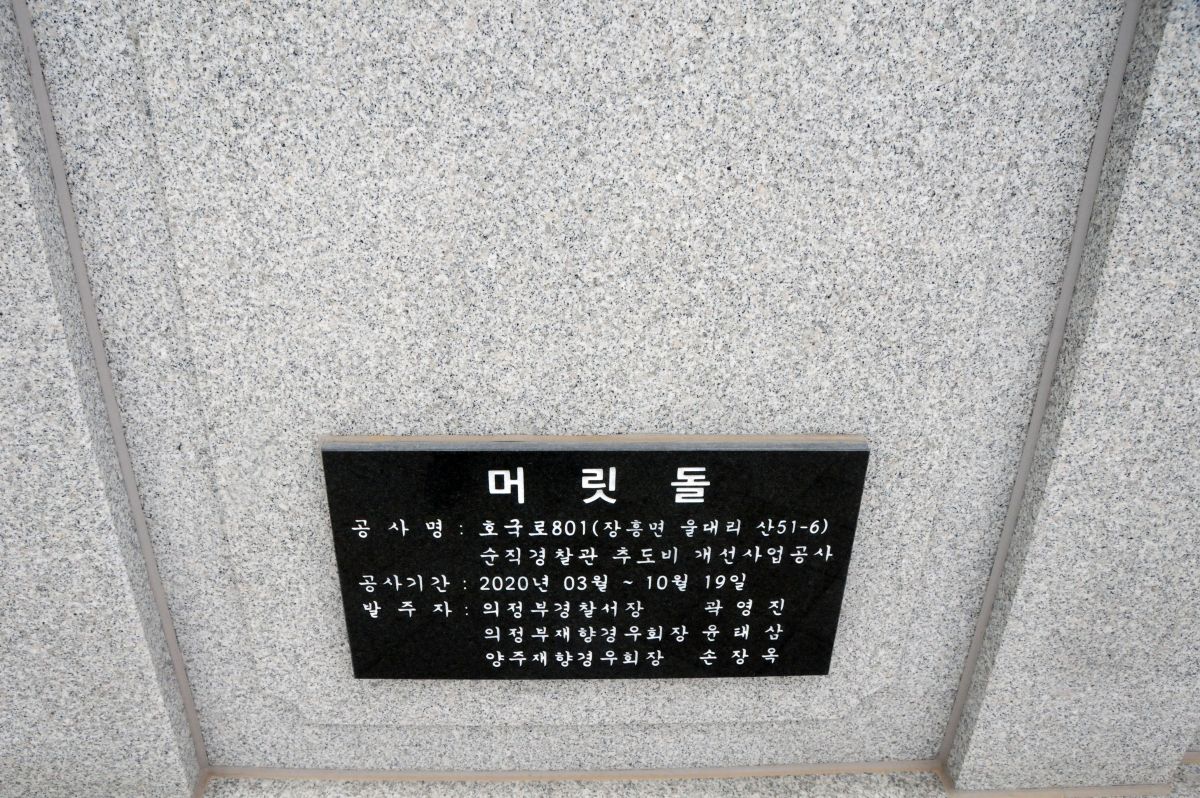 머릿돌
공사명 : 호국로801(장흥면 울대리 산51-6)
순직경찰관 추도비 개선사업공사
공사기간 : 2020년 03월 ~ 10월 19일
발주자 : 의정부경찰서장 곽영진
의정부재향경우회장 윤태삼
양주재향경우회장 손장옥